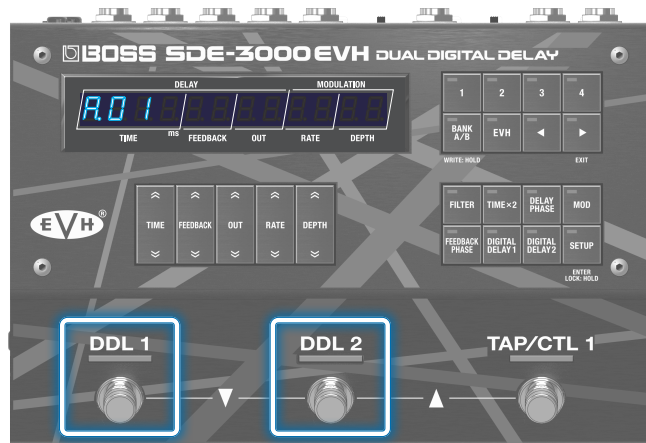 BOSS SDE-3000EVH DUAL DIGITAL DELAY
DELAY MODULATION
A.01
TIME ms FEEDBACK OUT RATE DEPTH
1 2 3 4
BANK A/B EVH
WRITE: HOLD EXIT
TIME FEEDBACK OUT RATE DEPTH
FILTER TIME×2 DELAY PHASE MOD
FEEDBACK PHASE DIGITAL DELAY 1 DIGITAL DELAY 2 SETUP
ENTER
LOCK: HOLD
EVH®
DDL 1 DDL 2 TAP/CTL 1